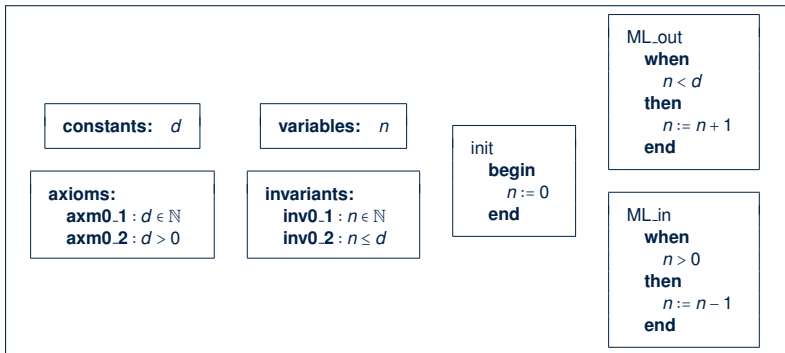 constants: d
axioms:
axm0_1 : d ∈ ℕ
axm0_2 : d > 0
variables: n
invariants:
inv0_1 : n ∈ ℕ
inv0_2 : n ≤ d
init
begin
n := 0
end
ML_out
when
n < d
then
n := n + 1
end
ML_in
when
n > 0
then
n := n − 1
end